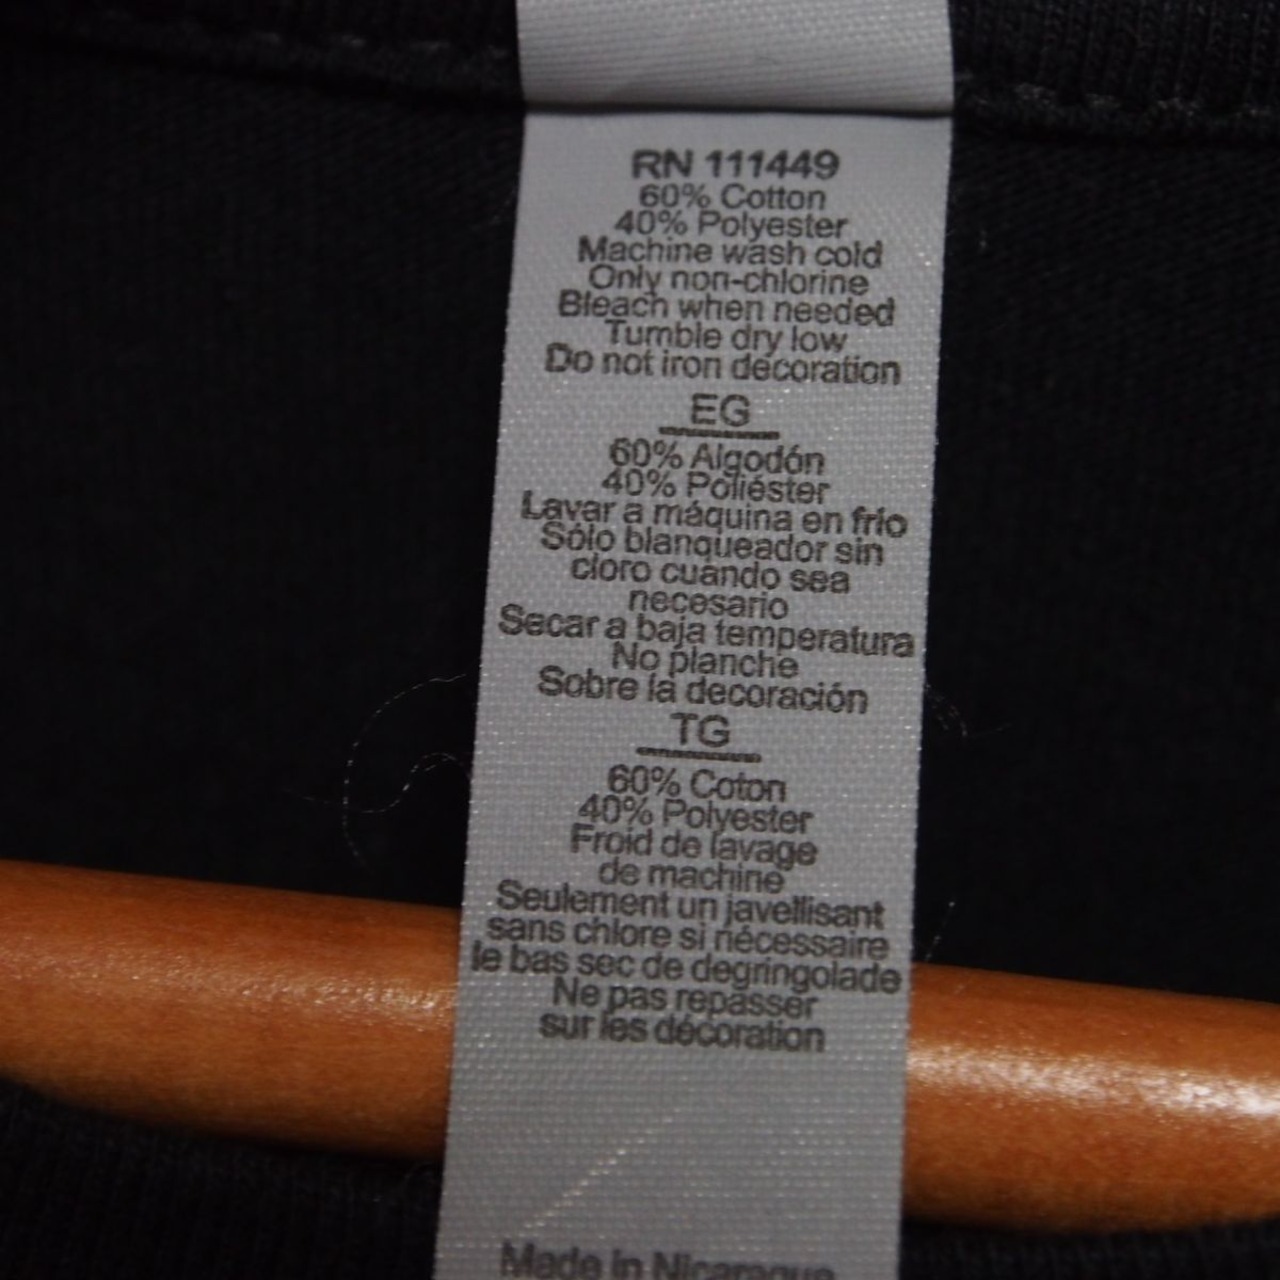 RN 111449
60% Cotton
40% Polyester
Machine wash cold
Only non-chlorine
Bleach when needed
Tumble dry low
Do not iron decoration
EG
60% Algodón
40% Poliéster
Lavar a máquina en frío
Sólo blanqueador sin
cloro cuando sea
necesario
Secar a baja temperatura
No planche
Sobre la decoración
TG
60% Coton
40% Polyester
Froid de lavage
de machine
Seulement un javellisant
sans chlore si nécessaire
le bas sec de degringolade
Ne pas repasser
sur les décoration
Made in Nicaragua